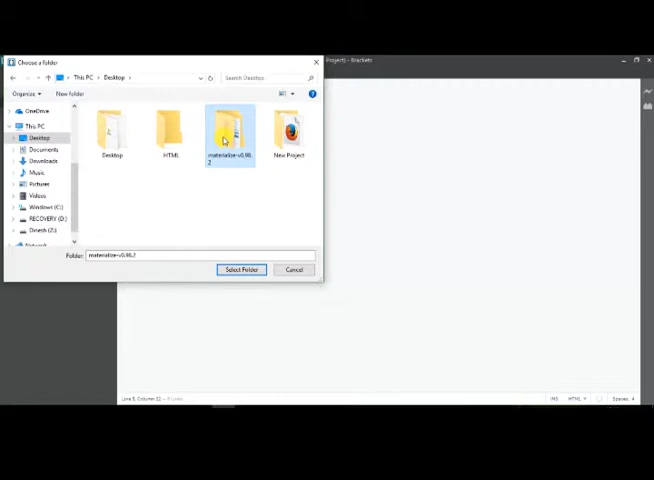 Choose a folder
Project) - Brackets
This PC > Desktop >
Search Desktop
Organize
New folder
OneDrive
This PC
Desktop
Documents
Downloads
Music
Pictures
Videos
Windows (C:)
RECOVERY (D:)
Dinesh (Z:)
Network
Desktop
HTML
materialize-v0.98.
2
New Project
Folder:
materialize-v0.98.2
Select Folder
Cancel
INS
HTML
Spaces: 4